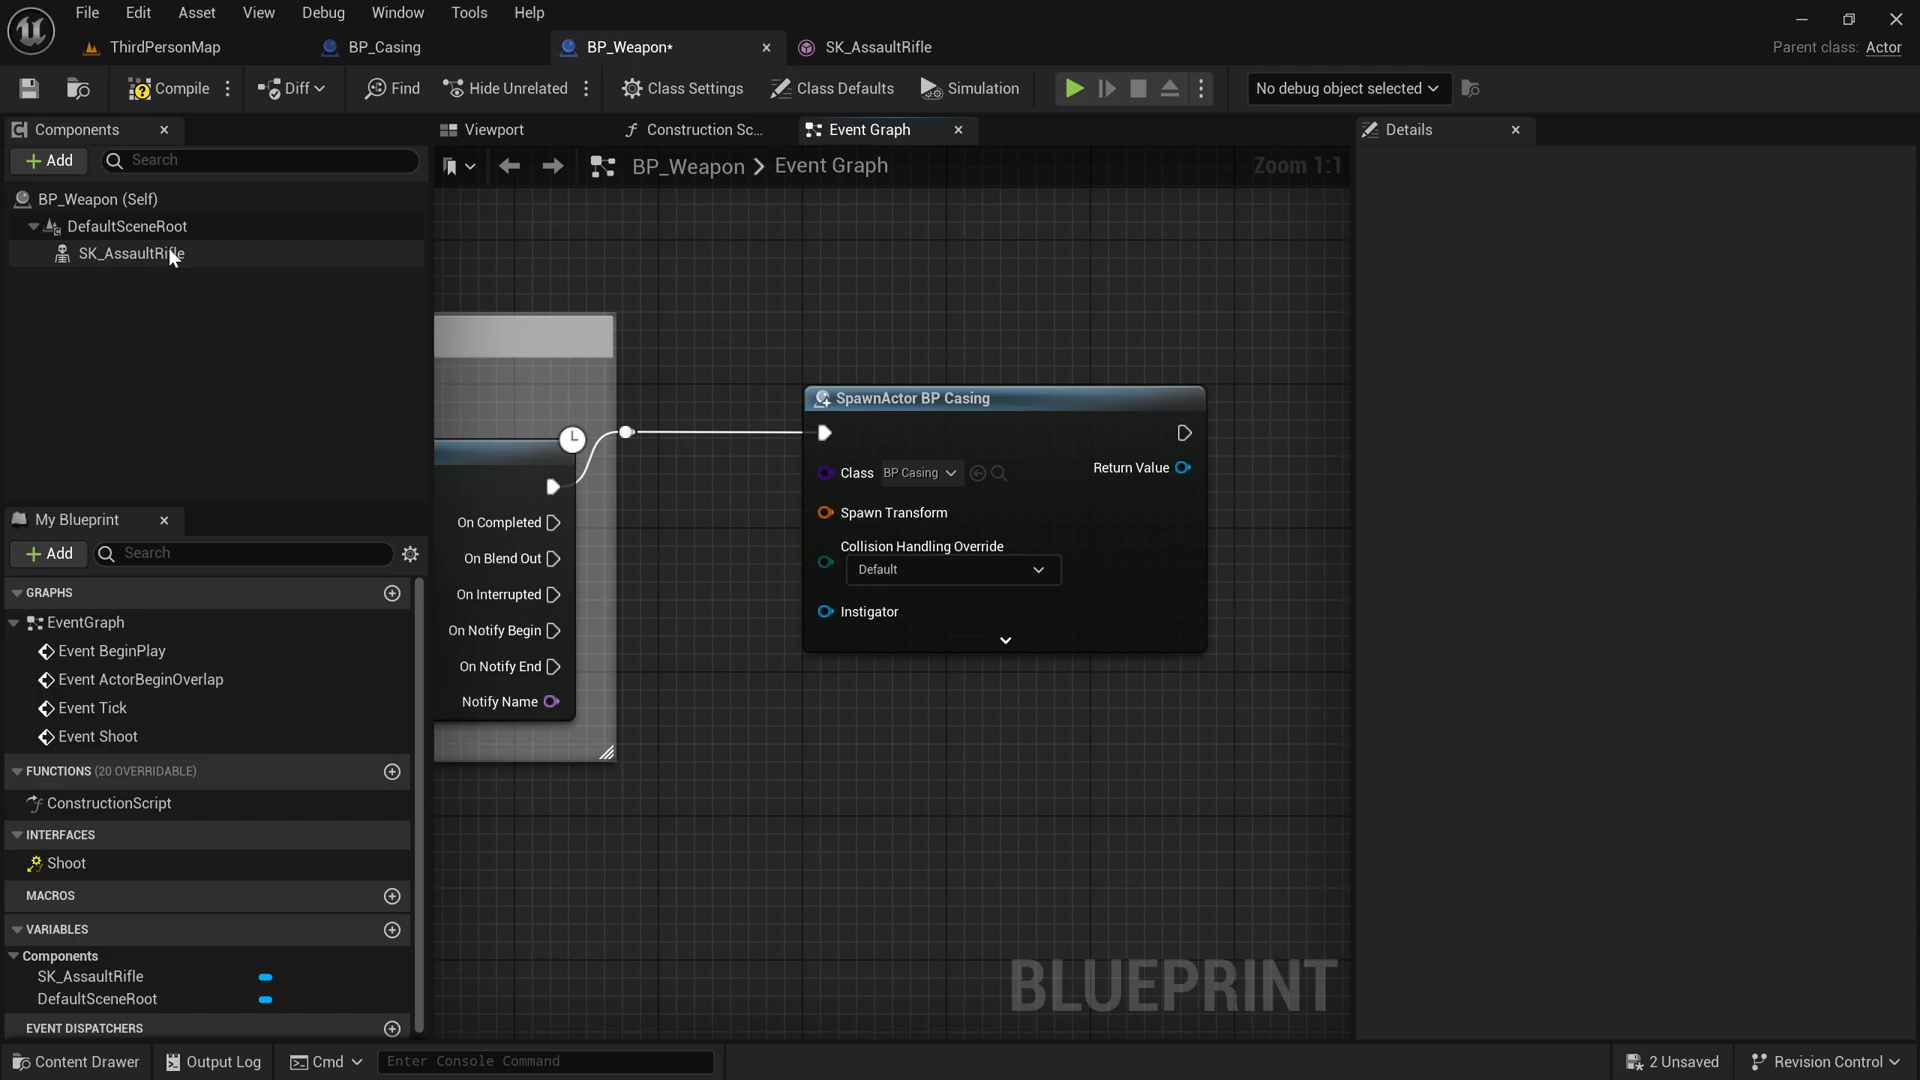 File Edit Asset View Debug Window Tools Help
ThirdPersonMap BP_Casing BP_Weapon* SK_AssaultRifle Parent class: Actor
Compile Diff Find Hide Unrelated Class Settings Class Defaults Simulation No debug object selected
Components Viewport Construction Sc... Event Graph Details
Add Search BP_Weapon > Event Graph Zoom 1:1
BP_Weapon (Self)
DefaultSceneRoot
SK_AssaultRifle
SpawnActor BP Casing
Class BP Casing Return Value
Spawn Transform
Collision Handling Override
Default
Instigator
On Completed
On Blend Out
On Interrupted
On Notify Begin
On Notify End
Notify Name
My Blueprint
Add Search
GRAPHS
EventGraph
Event BeginPlay
Event ActorBeginOverlap
Event Tick
Event Shoot
FUNCTIONS (20 OVERRIDABLE)
ConstructionScript
INTERFACES
Shoot
MACROS
VARIABLES
Components
SK_AssaultRifle
DefaultSceneRoot
EVENT DISPATCHERS
BLUEPRINT
Content Drawer Output Log Cmd Enter Console Command 2 Unsaved Revision Control